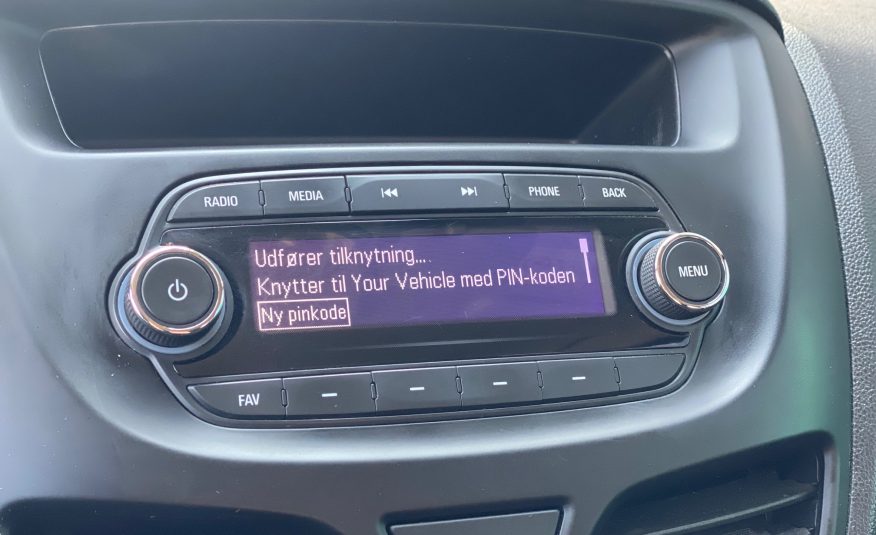 RADIO MEDIA PHONE BACK
Udfører tilknytning...
Knytter til Your Vehicle med PIN-koden
Ny pinkode
MENU
FAV